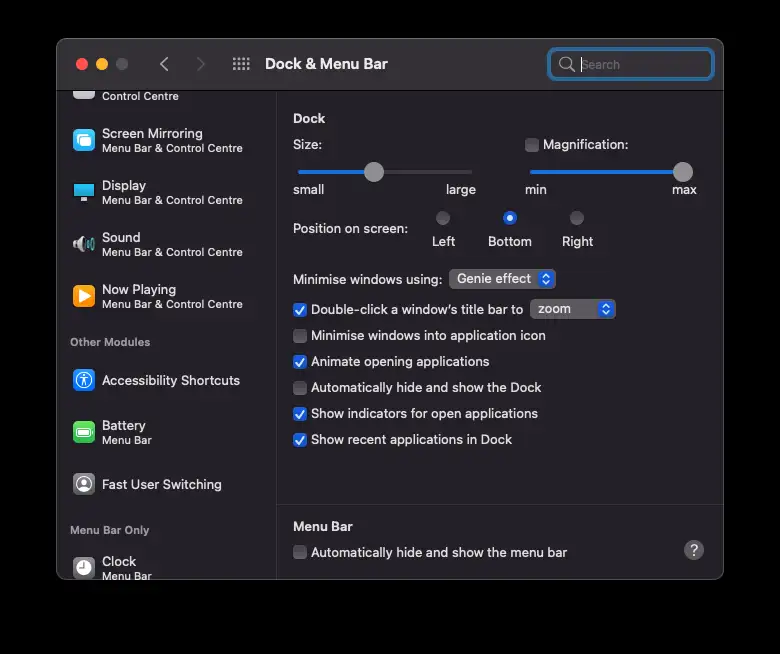 Dock & Menu Bar
Search
Control Centre
Screen Mirroring
Menu Bar & Control Centre
Display
Menu Bar & Control Centre
Sound
Menu Bar & Control Centre
Now Playing
Menu Bar & Control Centre
Other Modules
Accessibility Shortcuts
Battery
Menu Bar
Fast User Switching
Menu Bar Only
Clock
Menu Bar
Dock
Size:
Magnification:
small large
min max
Position on screen:
Left Bottom Right
Minimise windows using: Genie effect
Double-click a window's title bar to zoom
Minimise windows into application icon
Animate opening applications
Automatically hide and show the Dock
Show indicators for open applications
Show recent applications in Dock
Menu Bar
Automatically hide and show the menu bar
?